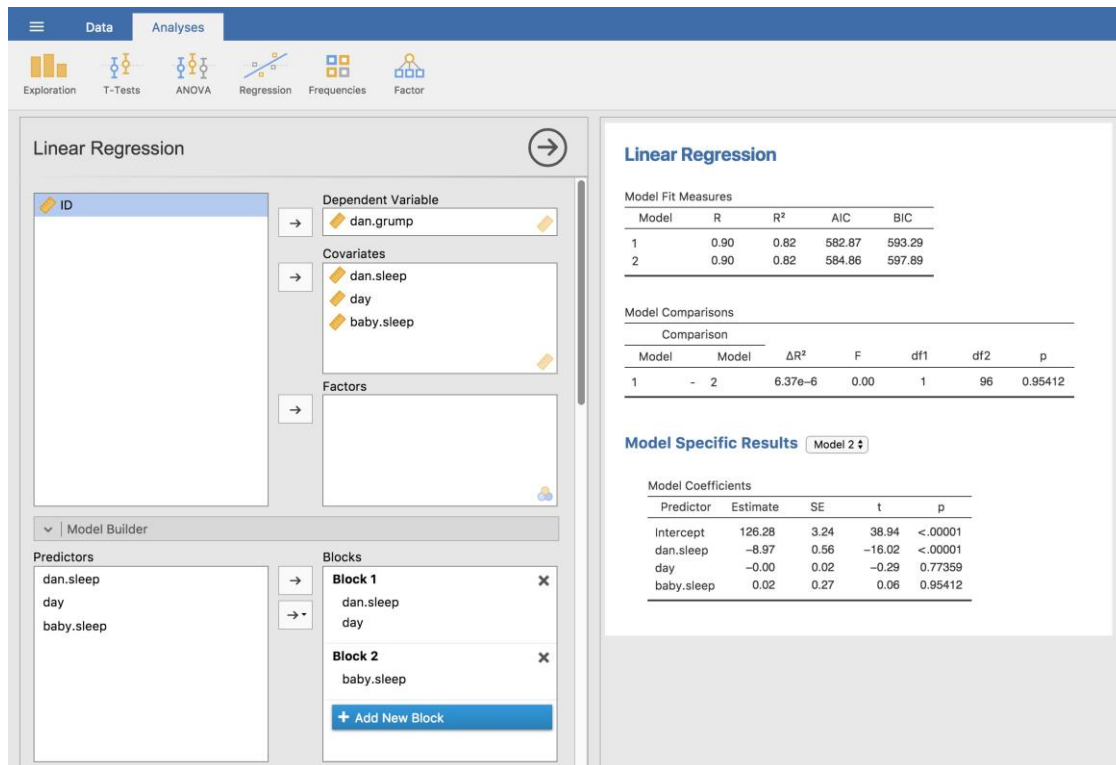 Data Analyses
Exploration T-Tests ANOVA Regression Frequencies Factor
Linear Regression
ID
Dependent Variable
dan.grump
Covariates
dan.sleep
day
baby.sleep
Factors
Model Builder
Predictors
dan.sleep
day
baby.sleep
Blocks
Block 1
dan.sleep
day
Block 2
baby.sleep
+ Add New Block
Linear Regression
Model Fit Measures
Model R R² AIC BIC
1 0.90 0.82 582.87 593.29
2 0.90 0.82 584.86 597.89
Model Comparisons
Comparison
Model Model ΔR² F df1 df2 p
1 - 2 6.37e–6 0.00 1 96 0.95412
Model Specific Results Model 2
Model Coefficients
Predictor Estimate SE t p
Intercept 126.28 3.24 38.94 <.00001
dan.sleep −8.97 0.56 −16.02 <.00001
day −0.00 0.02 −0.29 0.77359
baby.sleep 0.02 0.27 0.06 0.95412